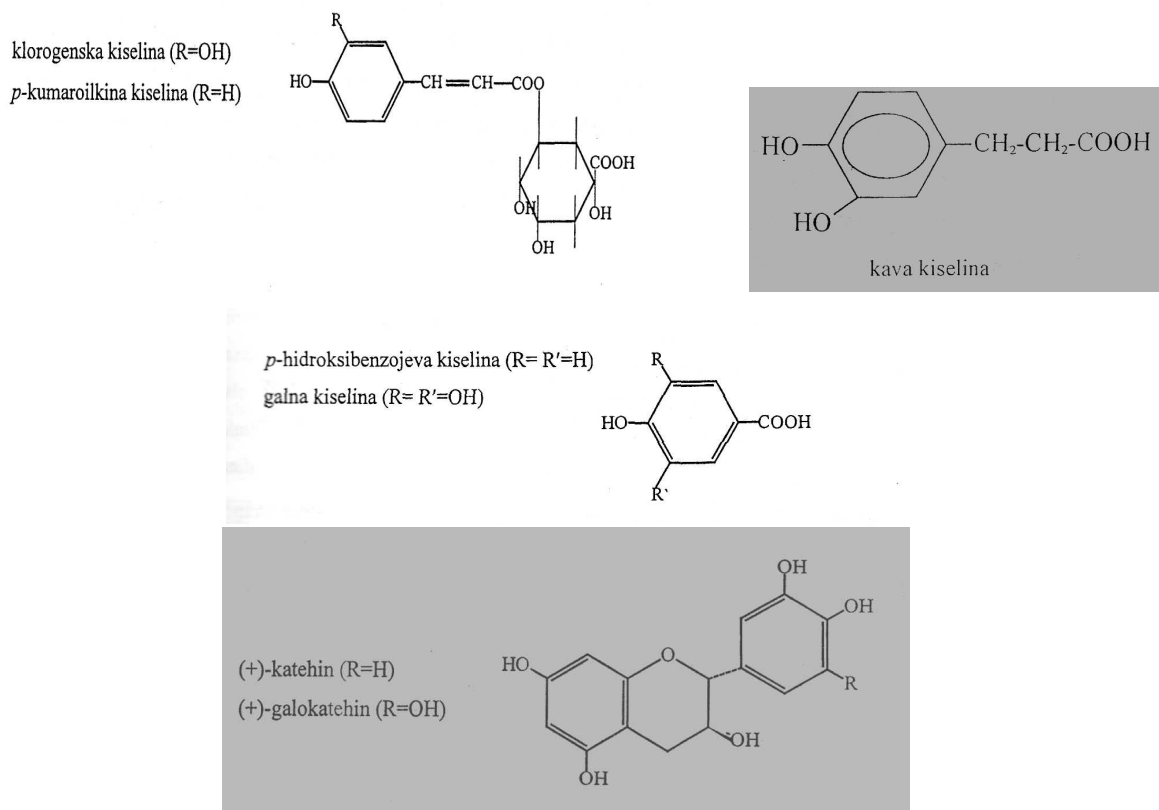 klorogenska kiselina (R=OH)
p-kumaroilkina kiselina (R=H)
R
HO
CH=CH-COO
COOH
OH
OH
OH
HO
HO
CH₂-CH₂-COOH
kava kiselina
p-hidroksibenzojeva kiselina (R= R'=H)
galna kiselina (R= R'=OH)
R
HO
COOH
R`
(+)-katehin (R=H)
(+)-galokatehin (R=OH)
OH
OH
HO
O
R
OH
OH